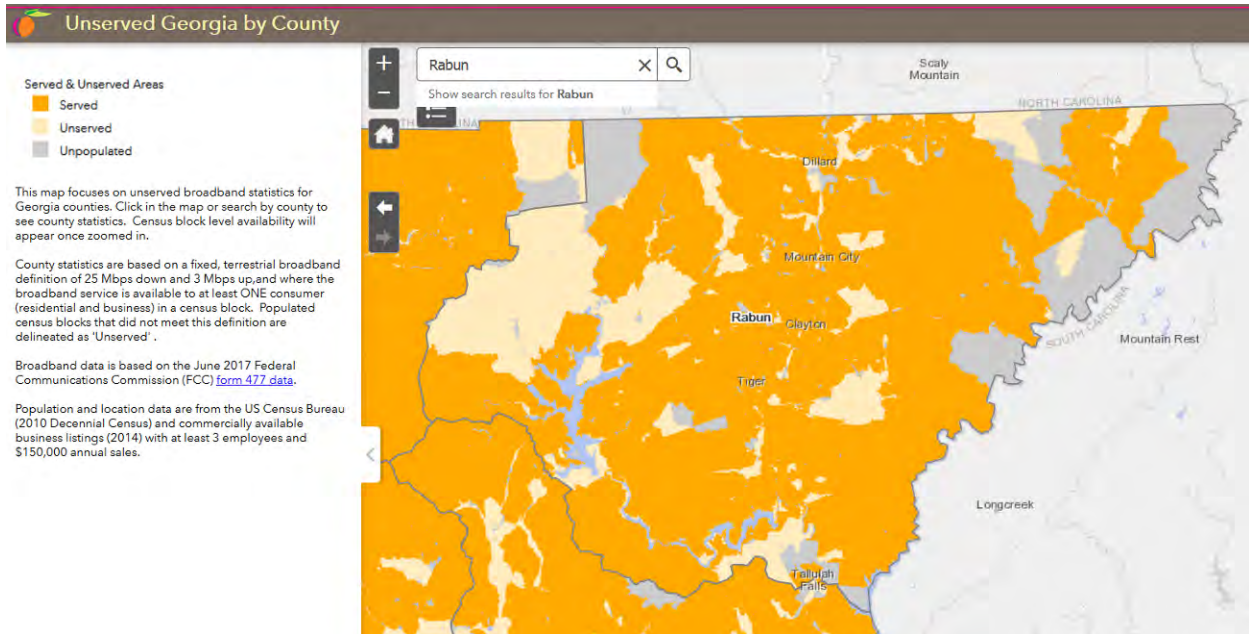 Unserved Georgia by County
Served & Unserved Areas
Served
Unserved
Unpopulated
This map focuses on unserved broadband statistics for
Georgia counties. Click in the map or search by county to
see county statistics. Census block level availability will
appear once zoomed in.
County statistics are based on a fixed, terrestrial broadband
definition of 25 Mbps down and 3 Mbps up,and where the
broadband service is available to at least ONE consumer
(residential and business) in a census block. Populated
census blocks that did not meet this definition are
delineated as 'Unserved' .
Broadband data is based on the June 2017 Federal
Communications Commission (FCC) form 477 data.
Population and location data are from the US Census Bureau
(2010 Decennial Census) and commercially available
business listings (2014) with at least 3 employees and
$150,000 annual sales.
Rabun
Show search results for Rabun
Scaly
Mountain
NORTH CAROLINA
Dillard
Mountain City
Rabun
Clayton
SOUTH CAROLINA
Mountain Rest
Tiger
Longcreek
Tallulah
Falls